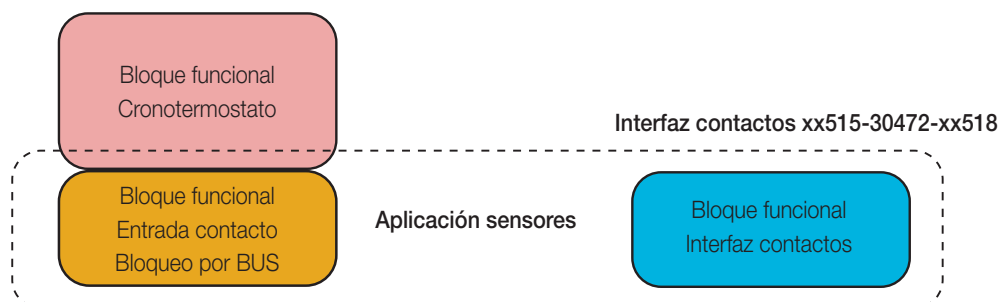 Bloque funcional
Cronotermostato
Interfaz contactos xx515-30472-xx518
Bloque funcional
Entrada contacto
Bloqueo por BUS
Aplicación sensores
Bloque funcional
Interfaz contactos